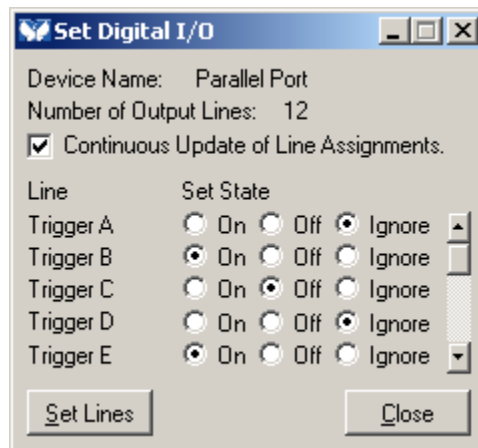 Set Digital I/O
Device Name: Parallel Port
Number of Output Lines: 12
Continuous Update of Line Assignments.
Line Set State
Trigger A On Off Ignore
Trigger B On Off Ignore
Trigger C On Off Ignore
Trigger D On Off Ignore
Trigger E On Off Ignore
Set Lines Close